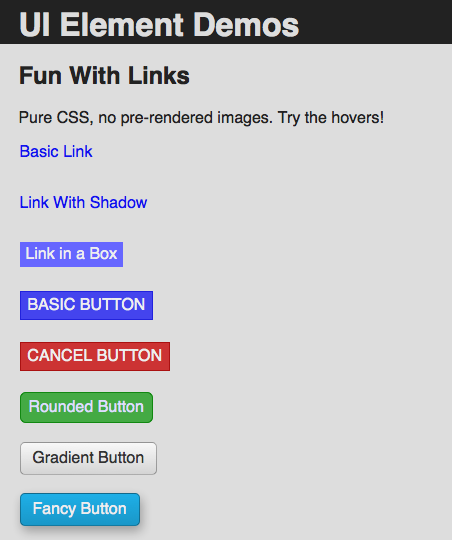 UI Element Demos
Fun With Links
Pure CSS, no pre-rendered images. Try the hovers!
Basic Link
Link With Shadow
Link in a Box
BASIC BUTTON
CANCEL BUTTON
Rounded Button
Gradient Button
Fancy Button